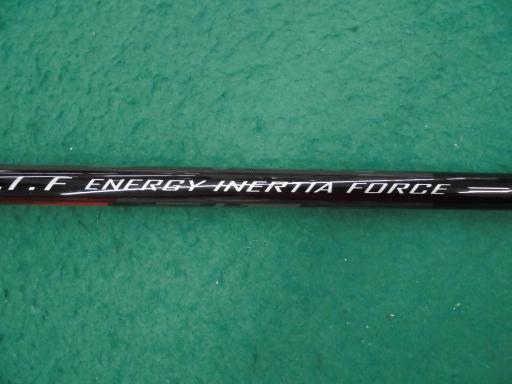 .I.F ENERGY INERTIA FORCE